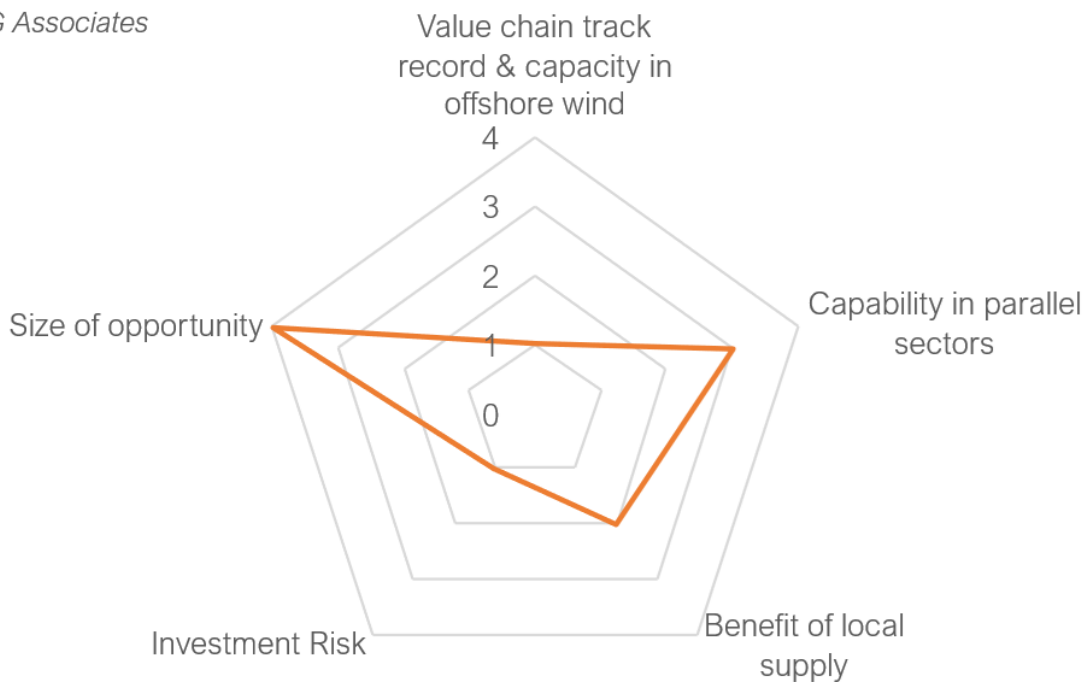 Associates
Value chain track
record & capacity in
offshore wind
4
3
2
1
0
Capability in parallel
sectors
Size of opportunity
Investment Risk
Benefit of local
supply